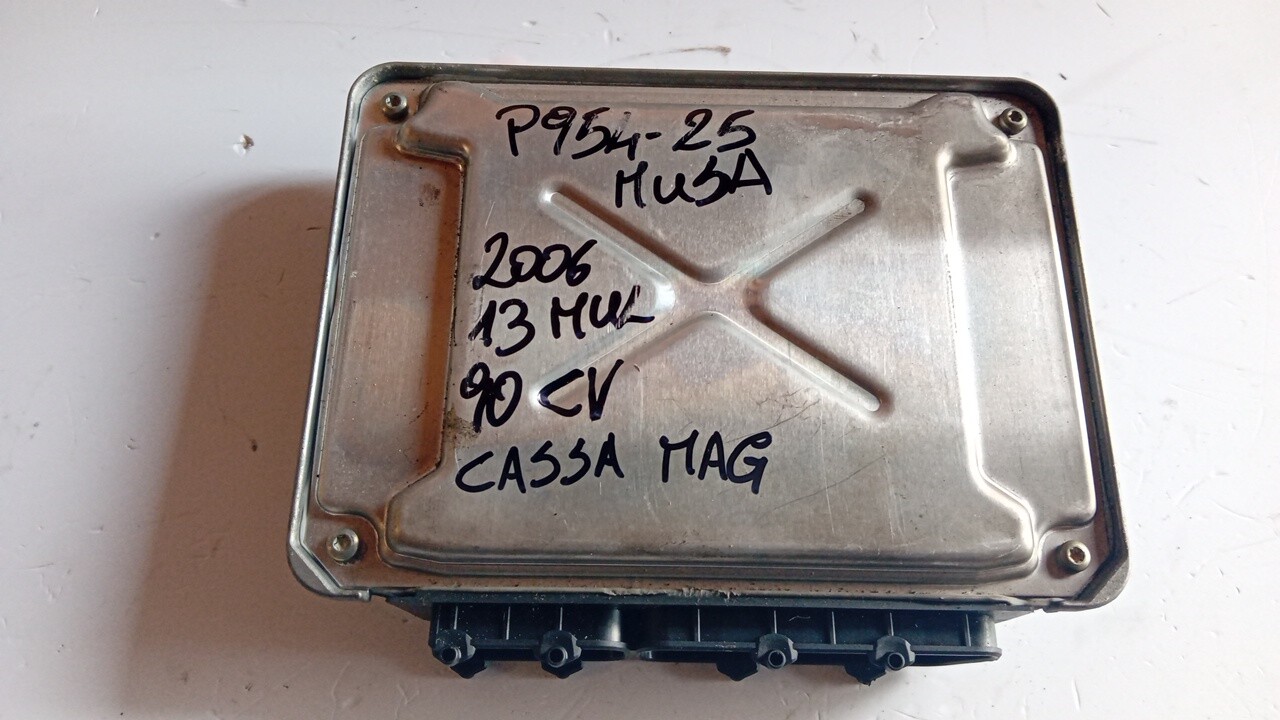 P954-25
MUSA
2006
13 MUL
90 CV
CASSA MAG